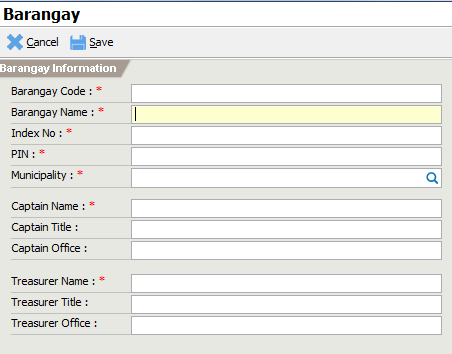 Barangay
Cancel Save
Barangay Information
Barangay Code : *
Barangay Name : *
Index No : *
PIN : *
Municipality : *
Captain Name : *
Captain Title :
Captain Office :
Treasurer Name : *
Treasurer Title :
Treasurer Office :